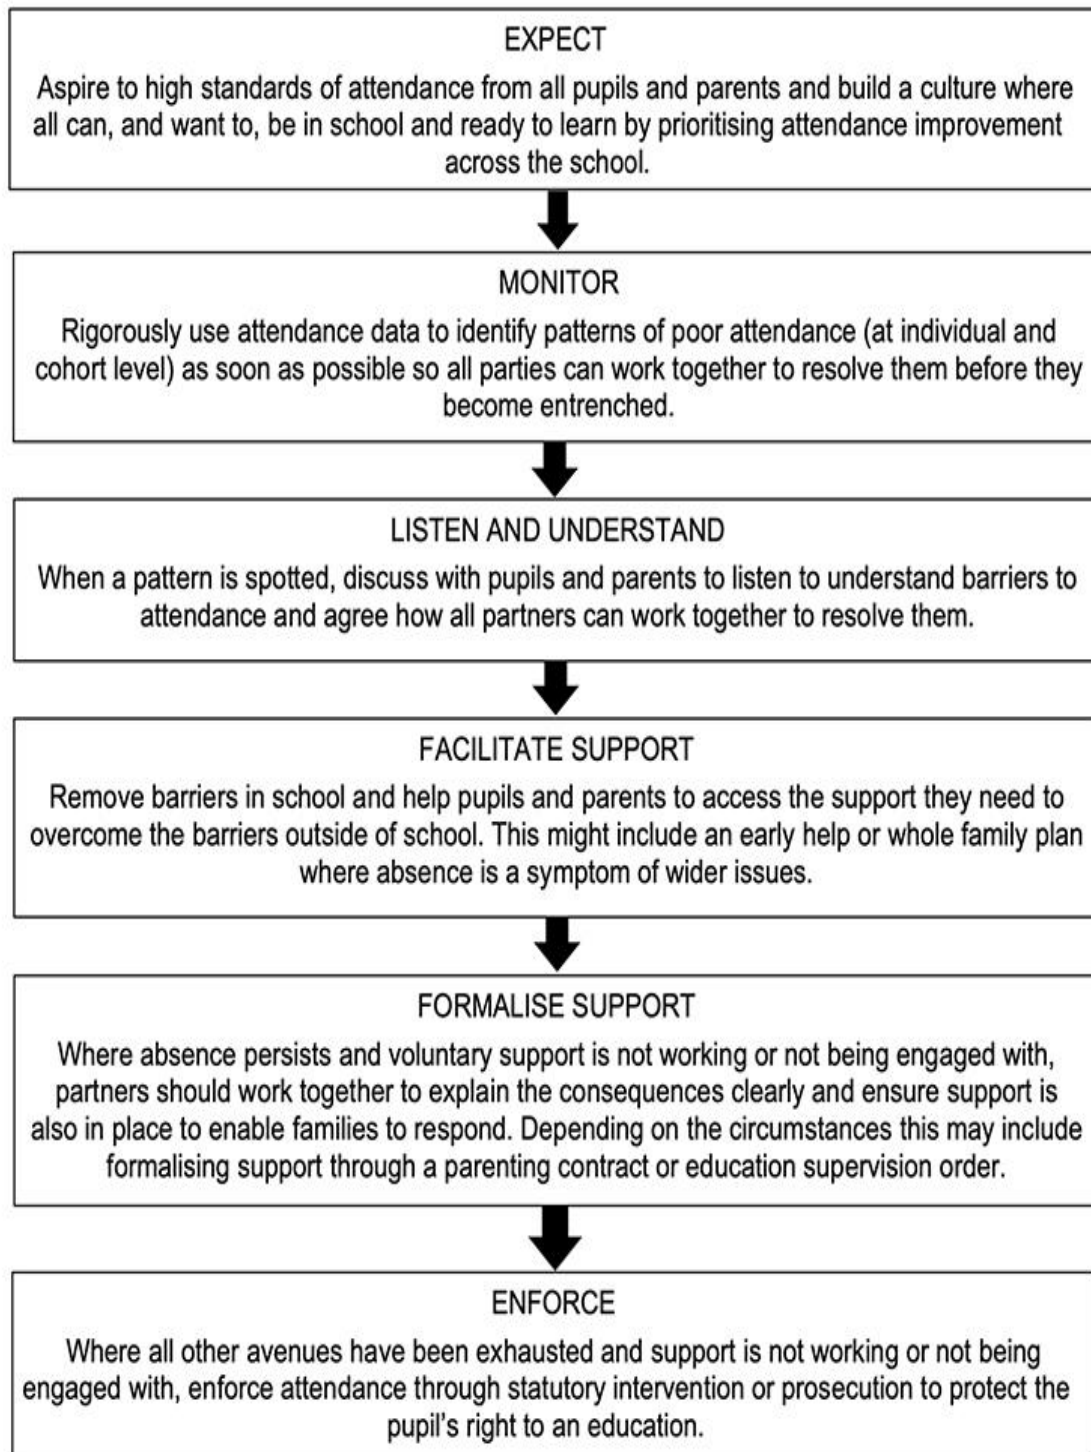 EXPECT
Aspire to high standards of attendance from all pupils and parents and build a culture where
all can, and want to, be in school and ready to learn by prioritising attendance improvement
across the school.
MONITOR
Rigorously use attendance data to identify patterns of poor attendance (at individual and
cohort level) as soon as possible so all parties can work together to resolve them before they
become entrenched.
LISTEN AND UNDERSTAND
When a pattern is spotted, discuss with pupils and parents to listen to understand barriers to
attendance and agree how all partners can work together to resolve them.
FACILITATE SUPPORT
Remove barriers in school and help pupils and parents to access the support they need to
overcome the barriers outside of school. This might include an early help or whole family plan
where absence is a symptom of wider issues.
FORMALISE SUPPORT
Where absence persists and voluntary support is not working or not being engaged with,
partners should work together to explain the consequences clearly and ensure support is
also in place to enable families to respond. Depending on the circumstances this may include
formalising support through a parenting contract or education supervision order.
ENFORCE
Where all other avenues have been exhausted and support is not working or not being
engaged with, enforce attendance through statutory intervention or prosecution to protect the
pupil's right to an education.